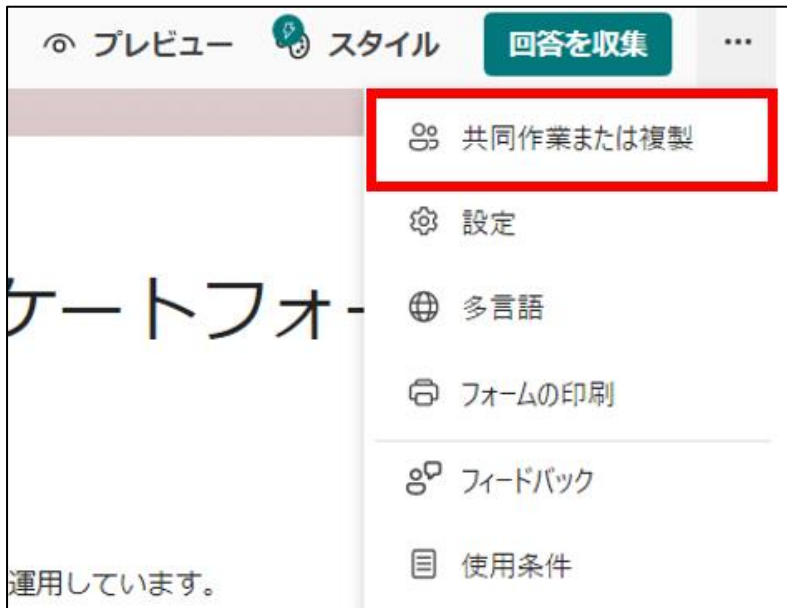 プレビュー スタイル 回答を収集 …
共同作業または複製
設定
ケートフォー
多言語
フォームの印刷
フィードバック
使用条件
運用しています。